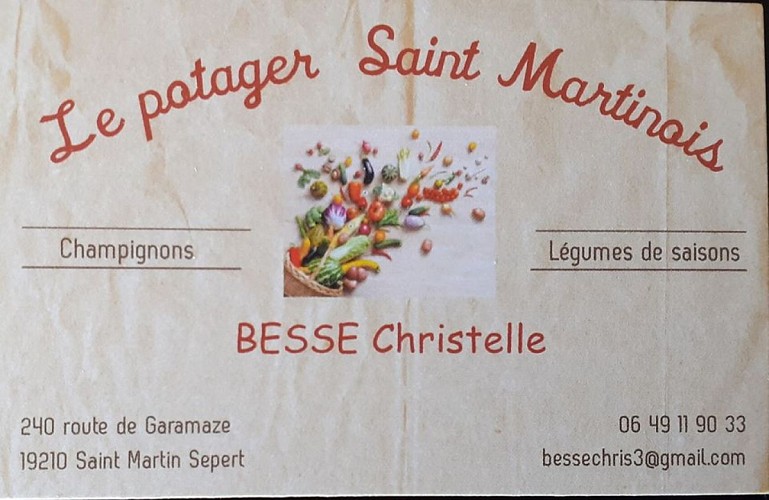 Le potager Saint Martinois
Champignons
Légumes de saisons
BESSE Christelle
240 route de Garamaze
19210 Saint Martin Sepert
06 49 11 90 33
bessechris3@gmail.com